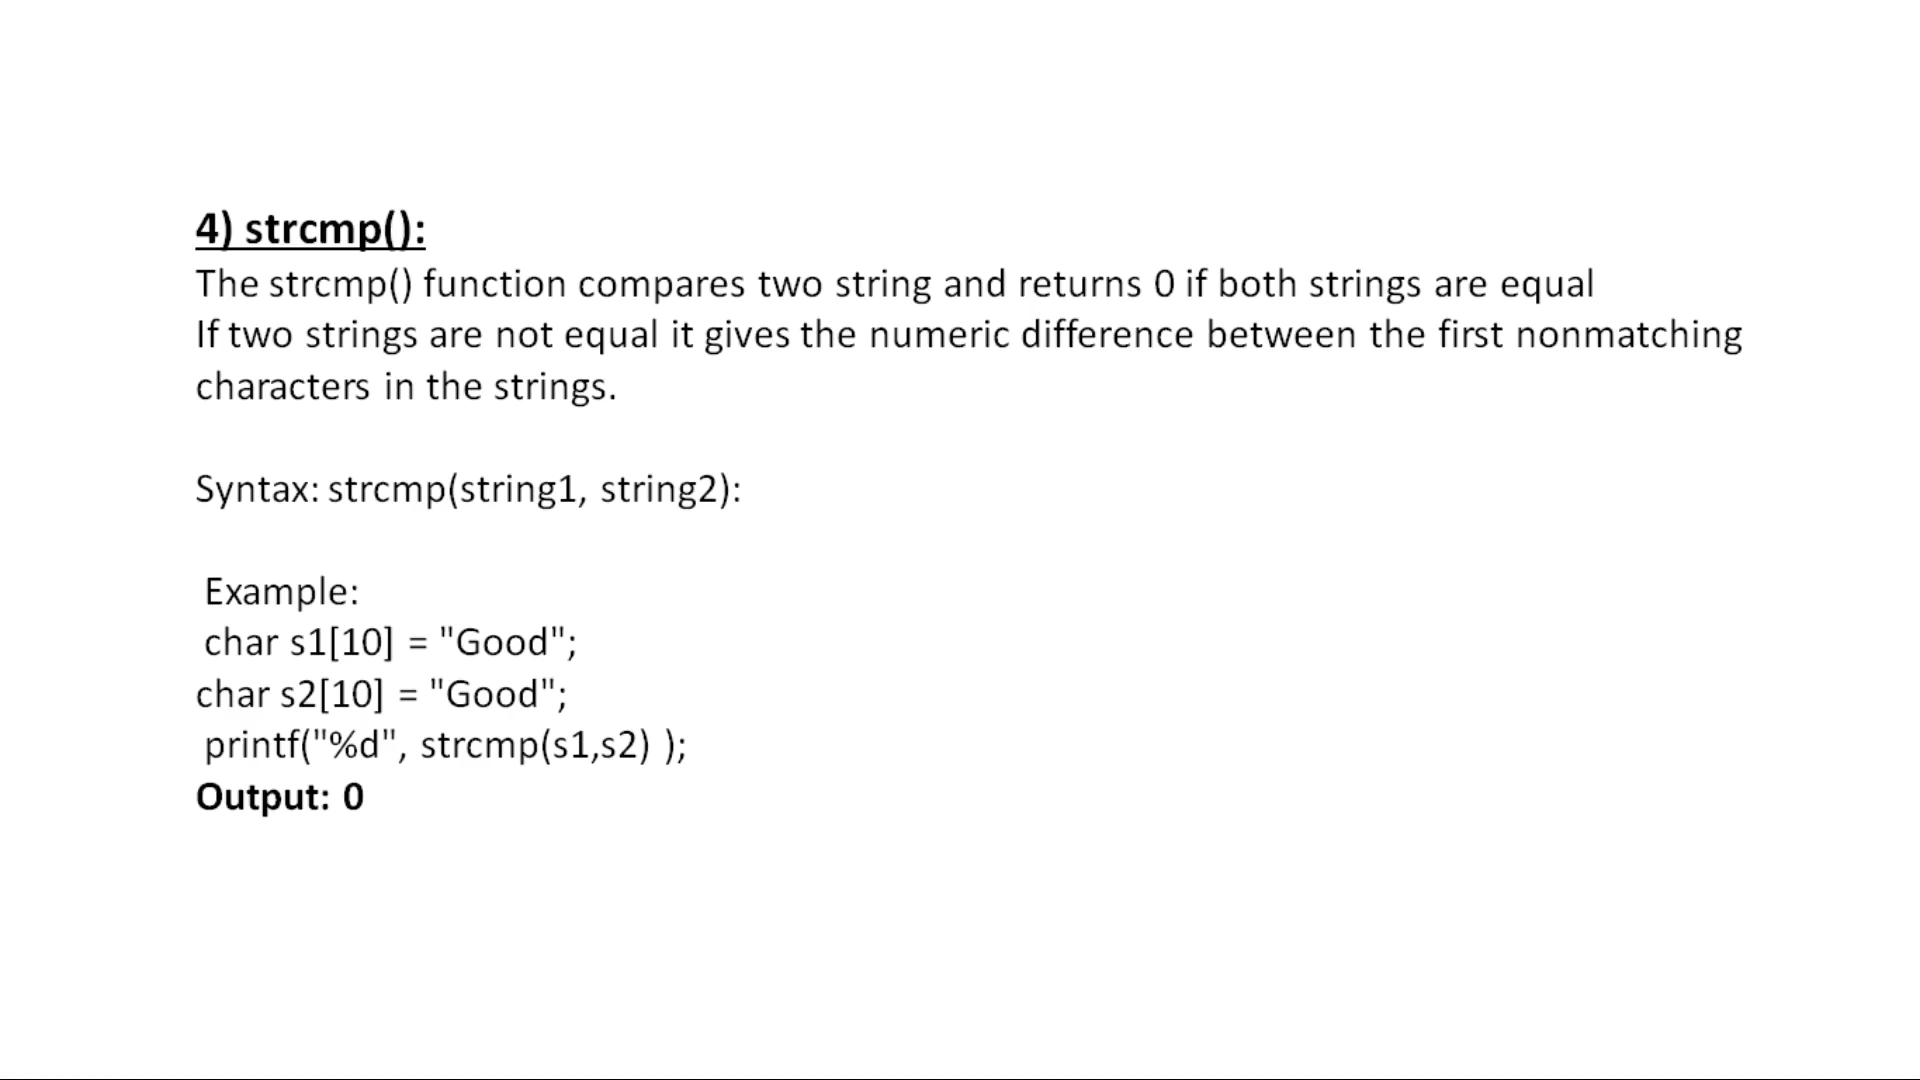 4) strcmp():
The strcmp() function compares two string and returns 0 if both strings are equal
If two strings are not equal it gives the numeric difference between the first nonmatching
characters in the strings.
Syntax: strcmp(string1, string2):
Example:
char s1[10] = "Good";
char s2[10] = "Good";
printf("%d", strcmp(s1,s2) );
Output: 0